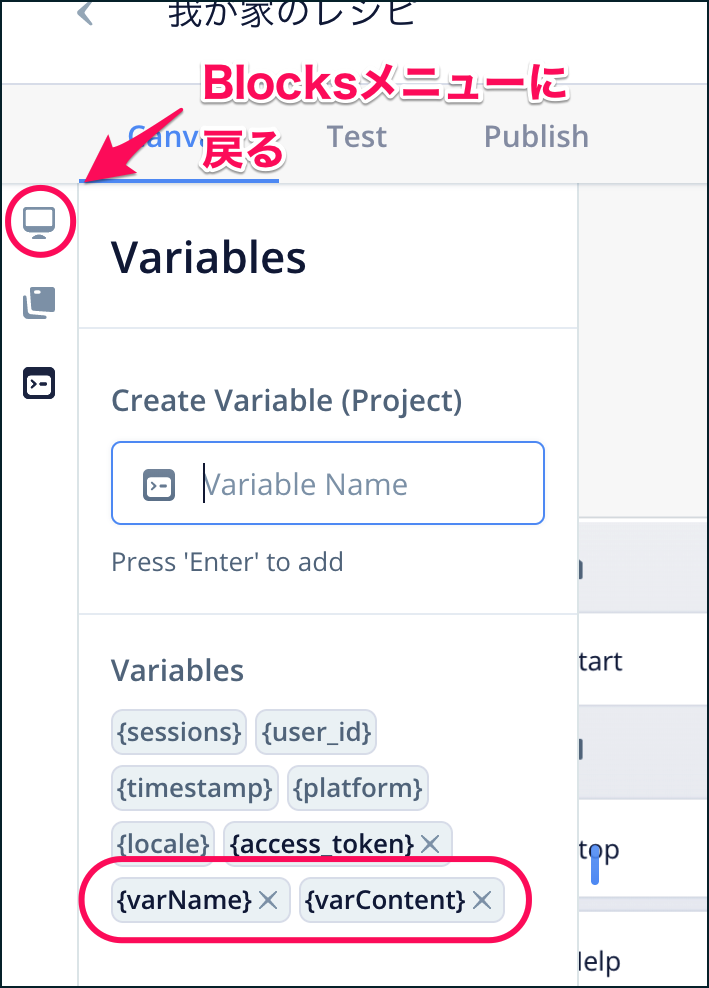 我が家のレシピ
Blocksメニューに
戻る
Test
Publish
Variables
Create Variable (Project)
Variable Name
Press 'Enter' to add
Variables
{sessions} {user_id}
{timestamp} {platform}
{locale} {access_token}
{varName} {varContent}
tart
top
elp